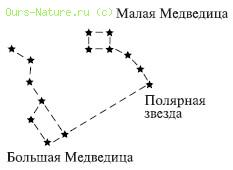 Ours-Nature.ru (c)
Малая Медведица
Полярная
звезда
Большая Медведица